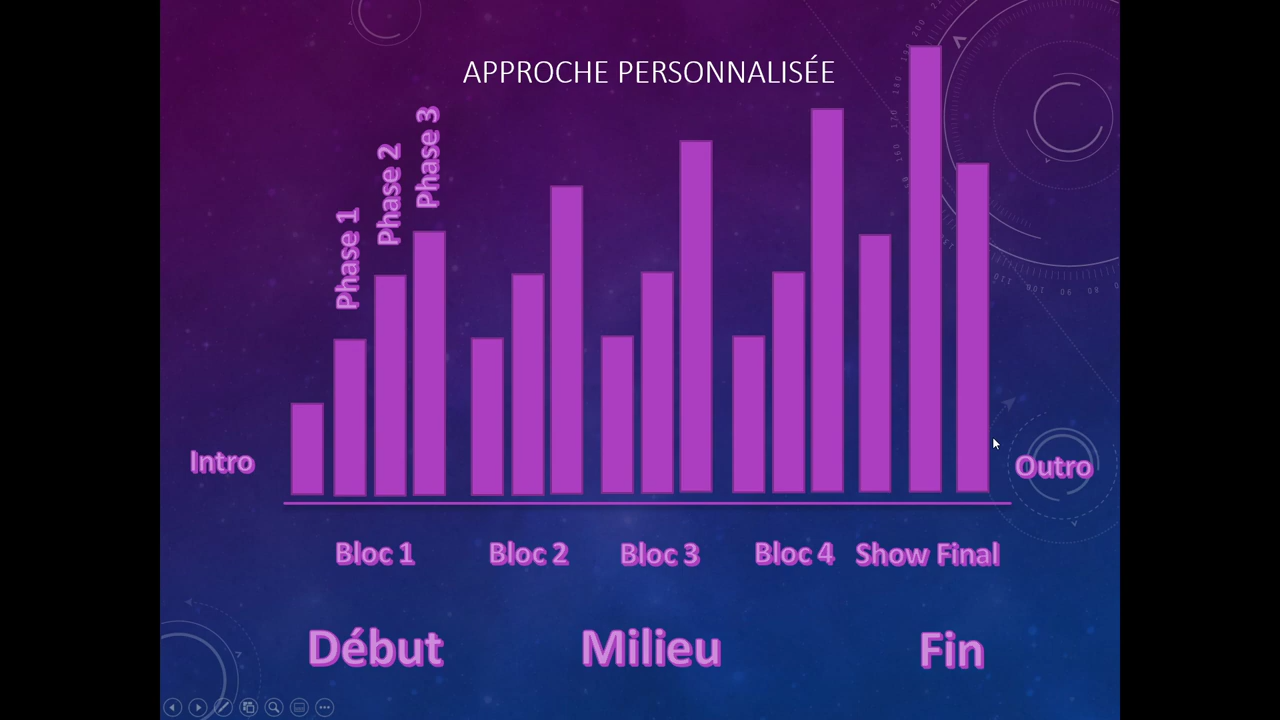 APPROCHE PERSONNALISÉE
Phase 1
Phase 2
Phase 3
Intro
Outro
Bloc 1
Bloc 2
Bloc 3
Bloc 4
Show Final
Début
Milieu
Fin